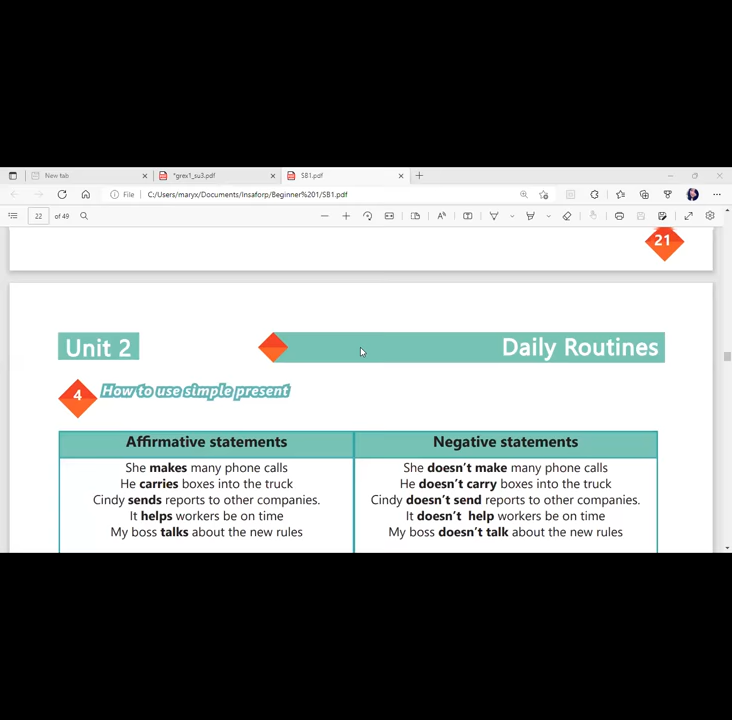 New tab
*grex1_su3.pdf
SB1.pdf
File
C:/Users/maryx/Documents/Insaforp/Beginner%201/SB1.pdf
22 of 49
21
Unit 2
Daily Routines
4 How to use simple present
Affirmative statements
She makes many phone calls
He carries boxes into the truck
Cindy sends reports to other companies.
It helps workers be on time
My boss talks about the new rules
Negative statements
She doesn't make many phone calls
He doesn't carry boxes into the truck
Cindy doesn't send reports to other companies.
It doesn't help workers be on time
My boss doesn't talk about the new rules